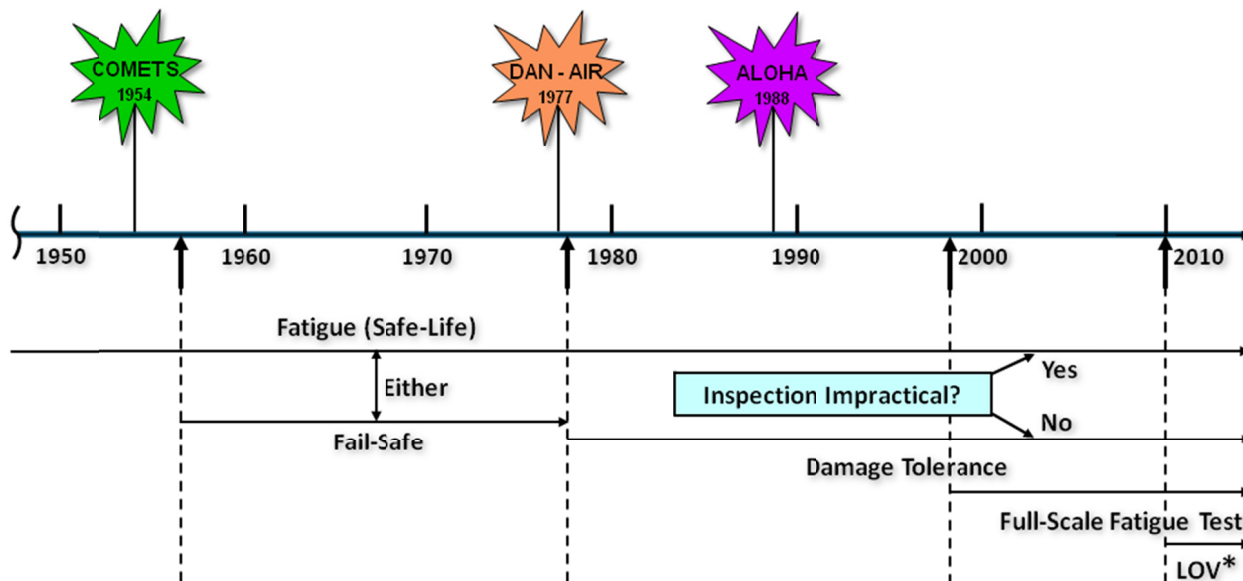 COMETS
1954
DAN - AIR
1977
ALOHA
1988
1950
1960
1970
1980
1990
2000
2010
Fatigue (Safe-Life)
Either
Fail-Safe
Inspection Impractical?
Yes
No
Damage Tolerance
Full-Scale Fatigue Test
LOV*